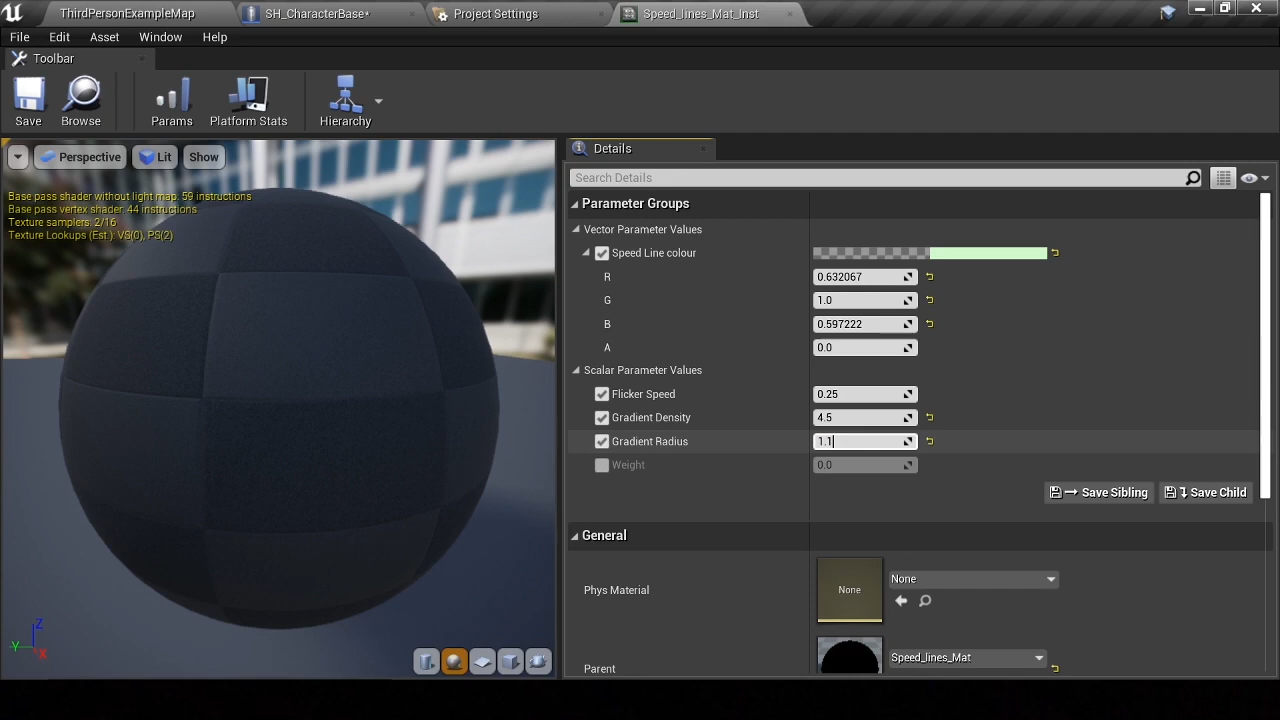 ThirdPersonExampleMap
SH_CharacterBase*
Project Settings
Speed_lines_Mat_Inst
File Edit Asset Window Help
Toolbar
Save Browse Params Platform Stats Hierarchy
Perspective Lit Show
Base pass shader without light map: 59 instructions
Base pass vertex shader: 44 instructions
Texture samplers: 2/16
Texture Lookups (Est.): VS(0), PS(2)
Z
Y
X
Details
Search Details
Parameter Groups
Vector Parameter Values
Speed Line colour
R 0.632067
G 1.0
B 0.597222
A 0.0
Scalar Parameter Values
Flicker Speed 0.25
Gradient Density 4.5
Gradient Radius 1.1
Weight 0.0
Save Sibling Save Child
General
Phys Material None None
Parent Speed_lines_Mat